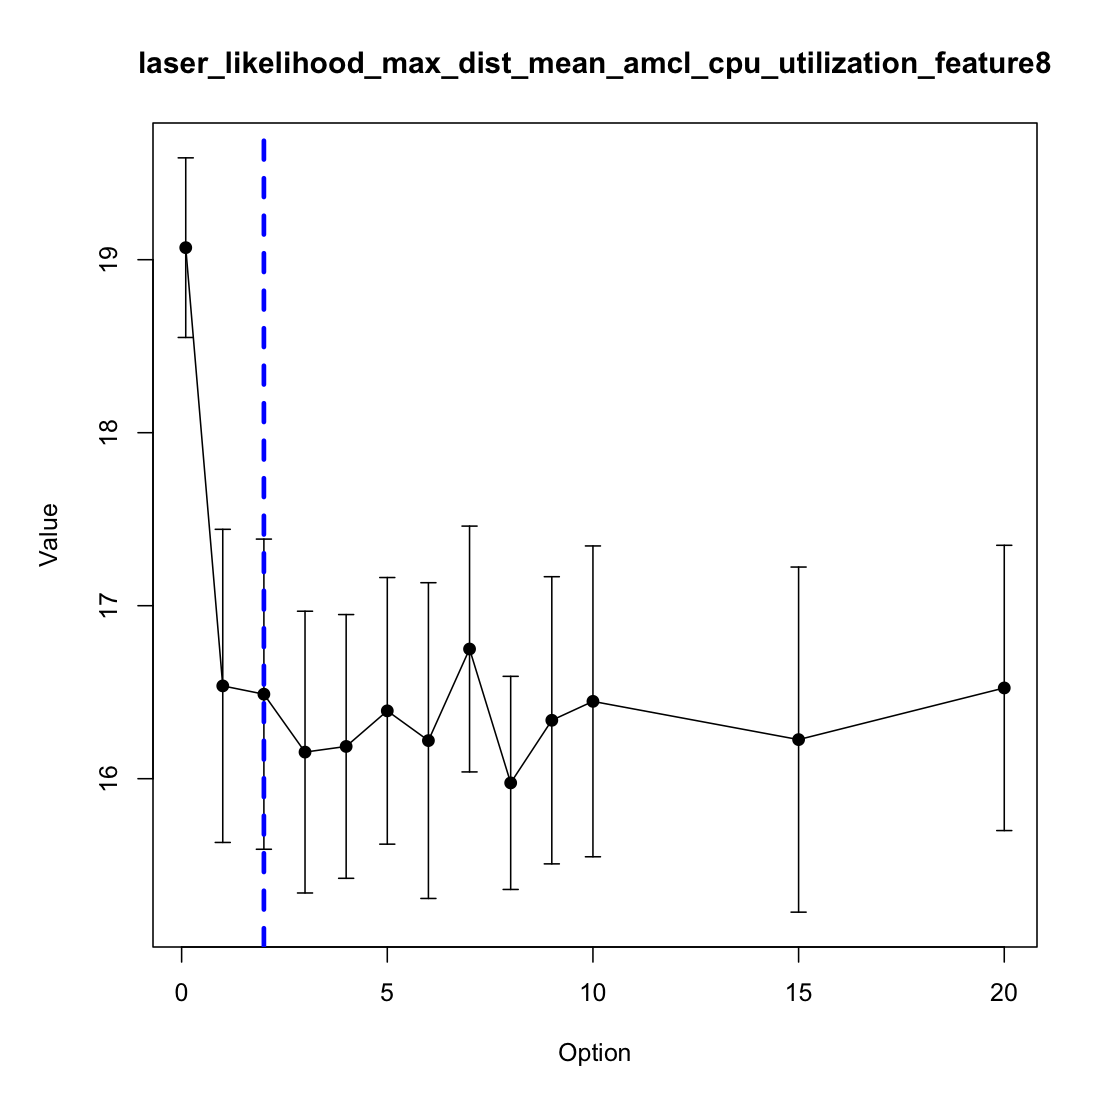 laser_likelihood_max_dist_mean_amcl_cpu_utilization_feature8
Value
19
18
17
16
0 5 10 15 20
Option